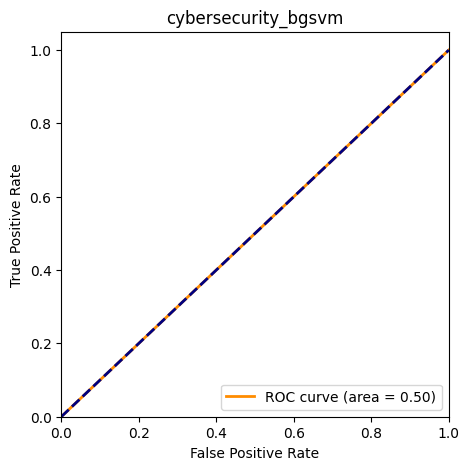 cybersecurity_bgsvm
1.0
0.8
0.6
0.4
0.2
0.0
True Positive Rate
ROC curve (area = 0.50)
0.0 0.2 0.4 0.6 0.8 1.0
False Positive Rate